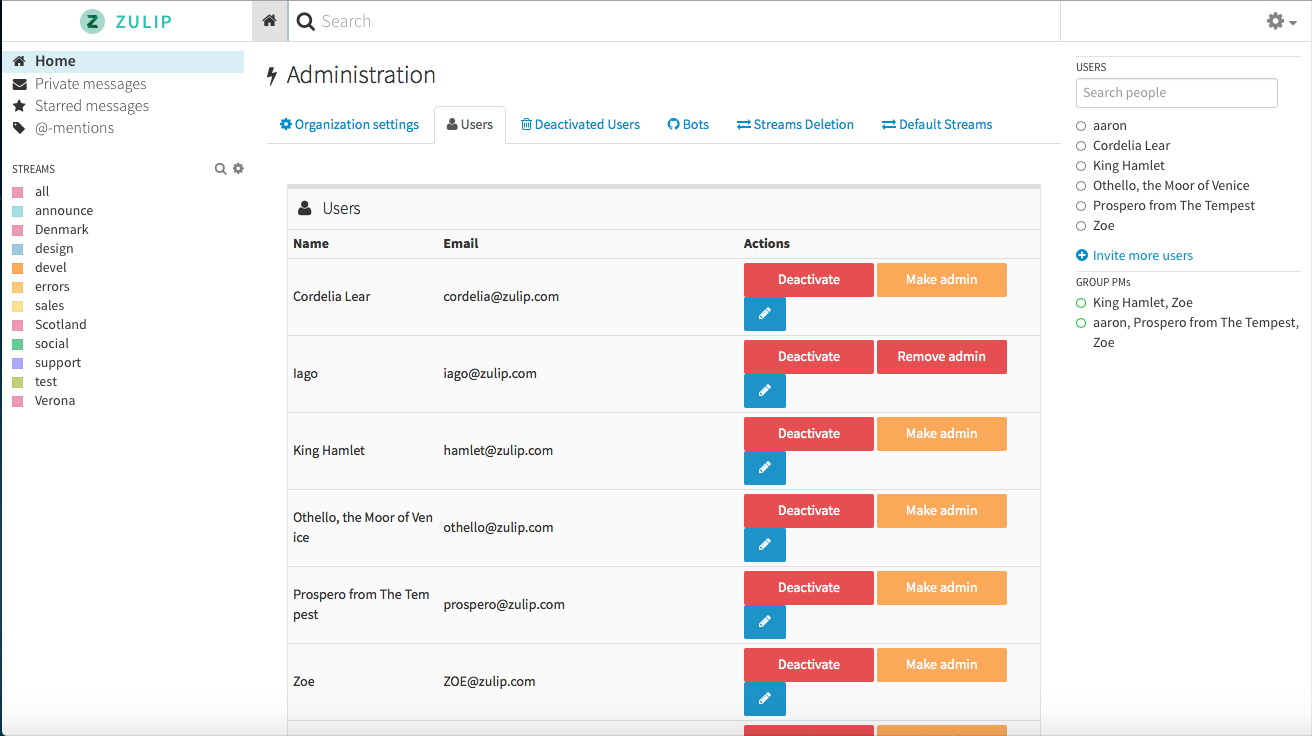 ZULIP
Search
Home
Private messages
Starred messages
@-mentions
STREAMS
all
announce
Denmark
design
devel
errors
sales
Scotland
social
support
test
Verona
Administration
Organization settings
Users
Deactivated Users
Bots
Streams Deletion
Default Streams
Users
Name Email Actions
Cordelia Lear cordelia@zulip.com Deactivate Make admin
Iago iago@zulip.com Deactivate Remove admin
King Hamlet hamlet@zulip.com Deactivate Make admin
Othello, the Moor of Ven
ice
othello@zulip.com Deactivate Make admin
Prospero from The Tem
pest
prospero@zulip.com Deactivate Make admin
Zoe ZOE@zulip.com Deactivate Make admin
USERS
Search people
aaron
Cordelia Lear
King Hamlet
Othello, the Moor of Venice
Prospero from The Tempest
Zoe
Invite more users
GROUP PMs
King Hamlet, Zoe
aaron, Prospero from The Tempest,
Zoe